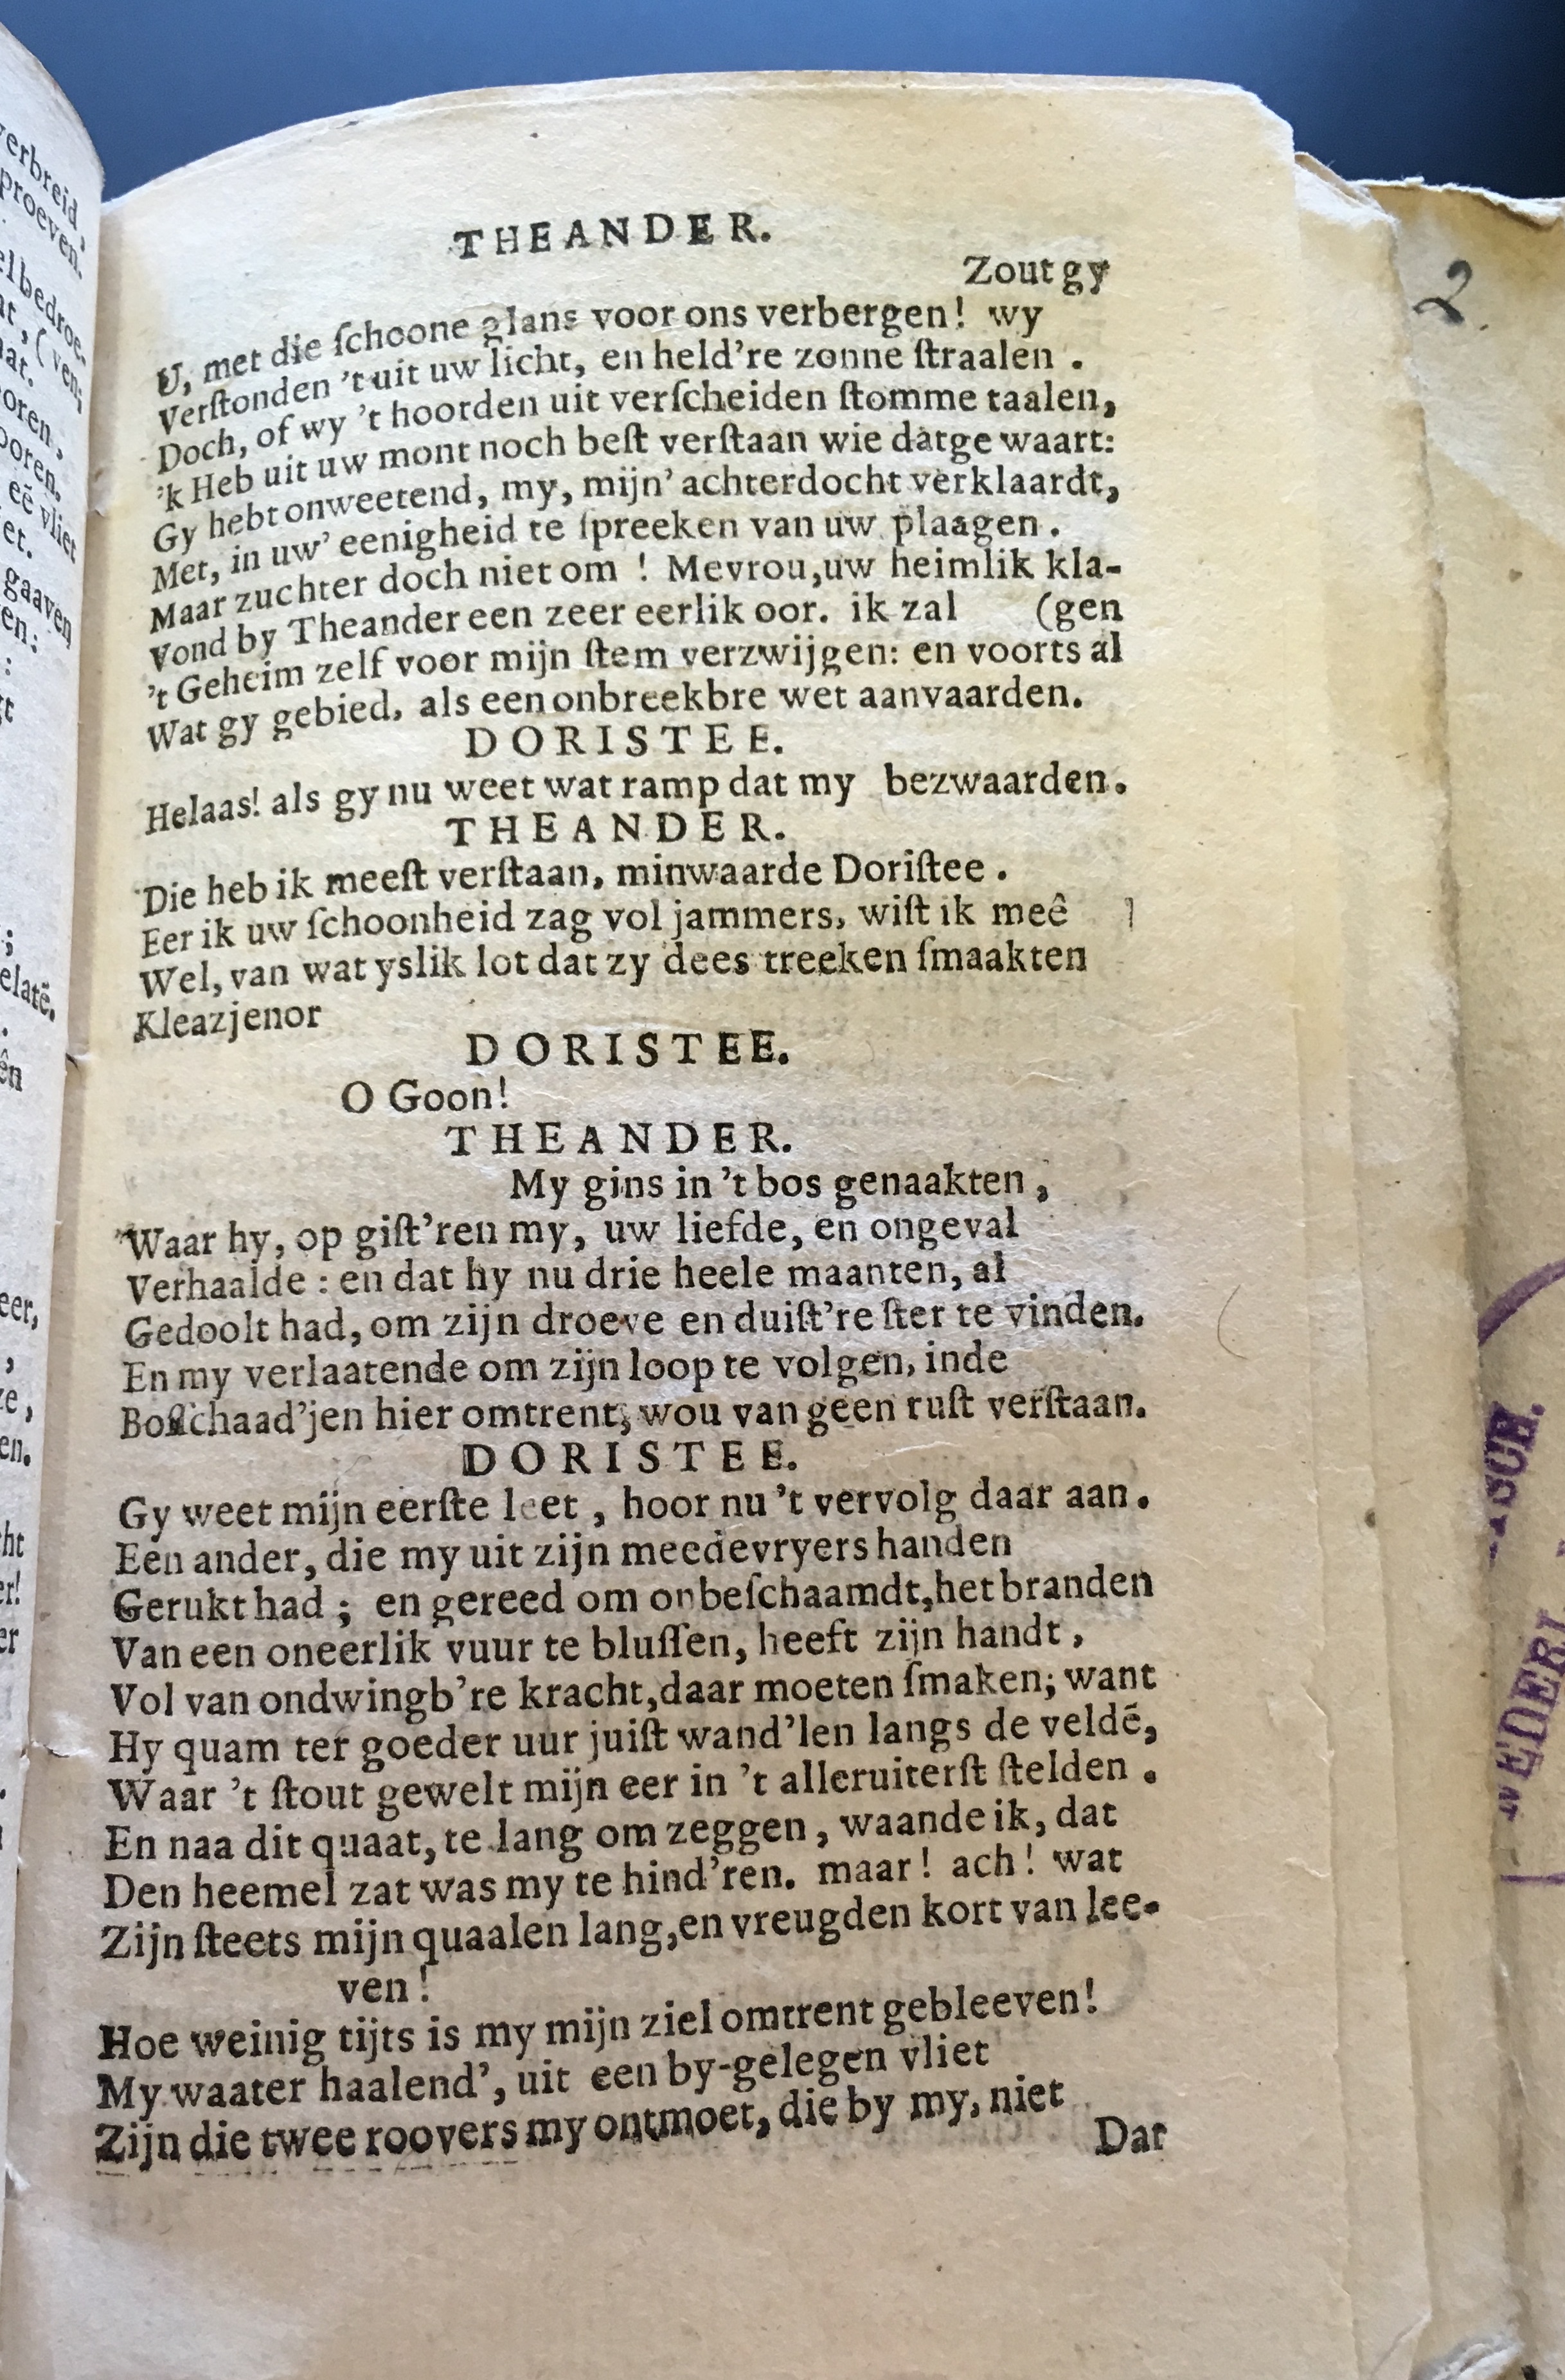 THEANDER.
Zout gy
U, met die ſchoone glans voor ons verbergen! wy
Verſtonden 't uit uw licht, en held're zonne ſtraalen.
Doch, of wy 't hoorden uit verſcheiden ſtomme taalen,
'k Heb uit uw mont noch beſt verſtaan wie datge waart:
Gy hebt onweetend, my, mijn' achterdocht verklaardt,
Met, in uw' eenigheid te ſpreeken van uw plaagen.
Maar zuchter doch niet om! Mevrou, uw heimlik kla-
Vond by Theander een zeer eerlik oor. ik zal (gen
't Geheim zelf voor mijn ſtem verzwijgen: en voorts al
Wat gy gebied, als een onbreekbre wet aanvaarden.
DORISTEE.
Helaas! als gy nu weet wat ramp dat my bezwaarden.
THEANDER.
Die heb ik meeſt verſtaan, minwaarde Doriſtee.
Eer ik uw ſchoonheid zag vol jammers, wiſt ik meê
Wel, van wat yslik lot dat zy dees treeken ſmaakten
Kleazjenor
DORISTEE.
O Goon!
THEANDER.
My gins in 't bos genaakten,
Waar hy, op giſt'ren my, uw liefde, en ongeval
Verhaalde: en dat hy nu drie heele maanten, al
Gedoolt had, om zijn droeve en duiſt're ſter te vinden.
En my verlaatende om zijn loop te volgen, inde
Boſſchaad'jen hier omtrent, wou van geen ruſt verſtaan.
DORISTEE.
Gy weet mijn eerſte leet, hoor nu 't vervolg daar aan.
Een ander, die my uit zijn meedevryers handen
Gerukt had; en gereed om onbeſchaamdt, het branden
Van een oneerlik vuur te bluſſen, heeft zijn handt,
Vol van ondwingb're kracht, daar moeten ſmaken; want
Hy quam ter goeder uur juiſt wand'len langs de veldē,
Waar 't ſtout gewelt mijn eer in 't alleruiterſt ſtelden.
En naa dit quaat, te lang om zeggen, waande ik, dat
Den heemel zat was my te hind'ren. maar! ach! wat
Zijn ſteets mijn quaalen lang, en vreugden kort van lee-
ven!
Hoe weinig tijts is my mijn ziel omtrent gebleeven!
My waater haalend', uit een by-gelegen vliet
Zijn die twee roovers my ontmoet, die by my, niet
Dat
2
verbreid,
proeven.
gaaven
vliet